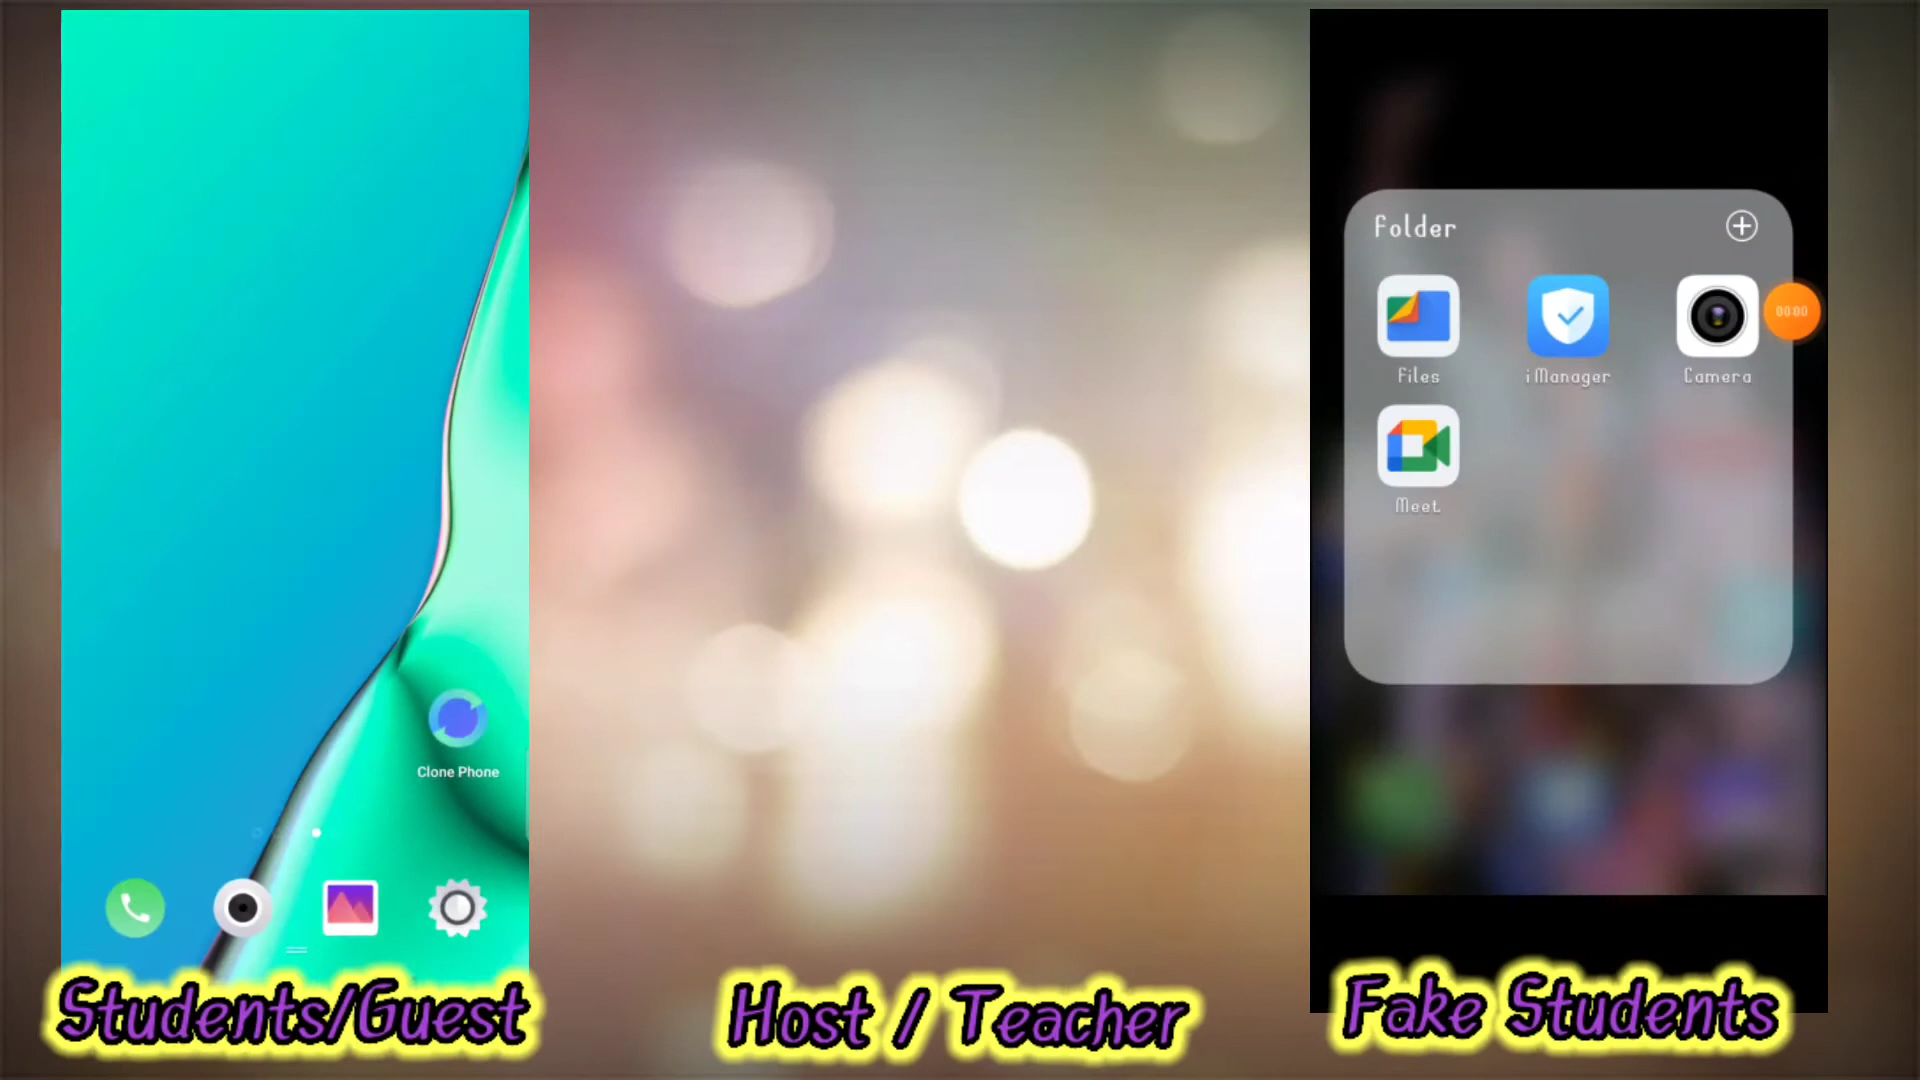 Folder
00:00
Files
iManager
Camera
Meet
Clone Phone
Students/Guest
Host / Teacher
Fake Students